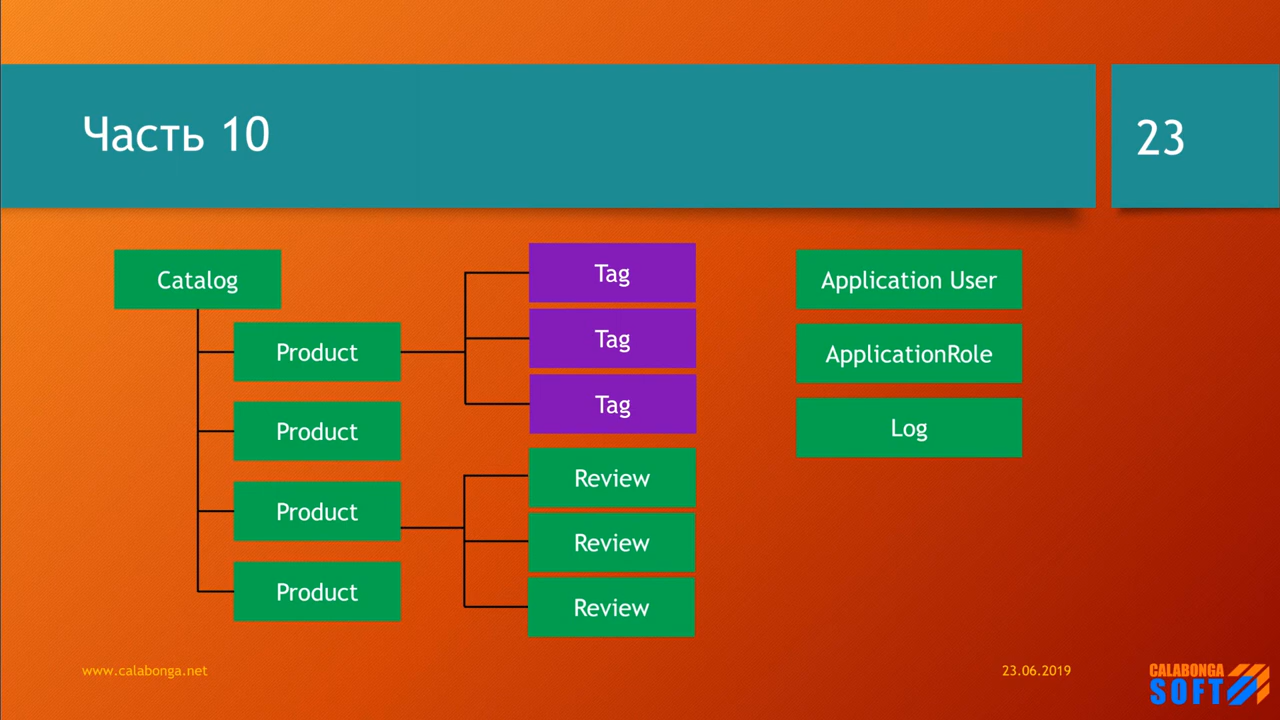 Часть 10
23
Catalog
Product
Product
Product
Product
Tag
Tag
Tag
Review
Review
Review
Application User
ApplicationRole
Log
www.calabonga.net
23.06.2019
CALABONGA
SOFT